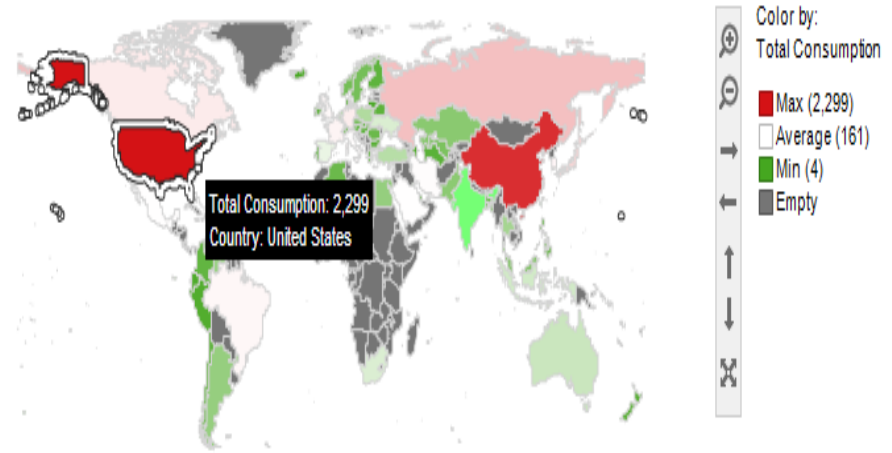 Color by:
Total Consumption
Max (2,299)
Average (161)
Min (4)
Empty
Total Consumption: 2,299
Country: United States